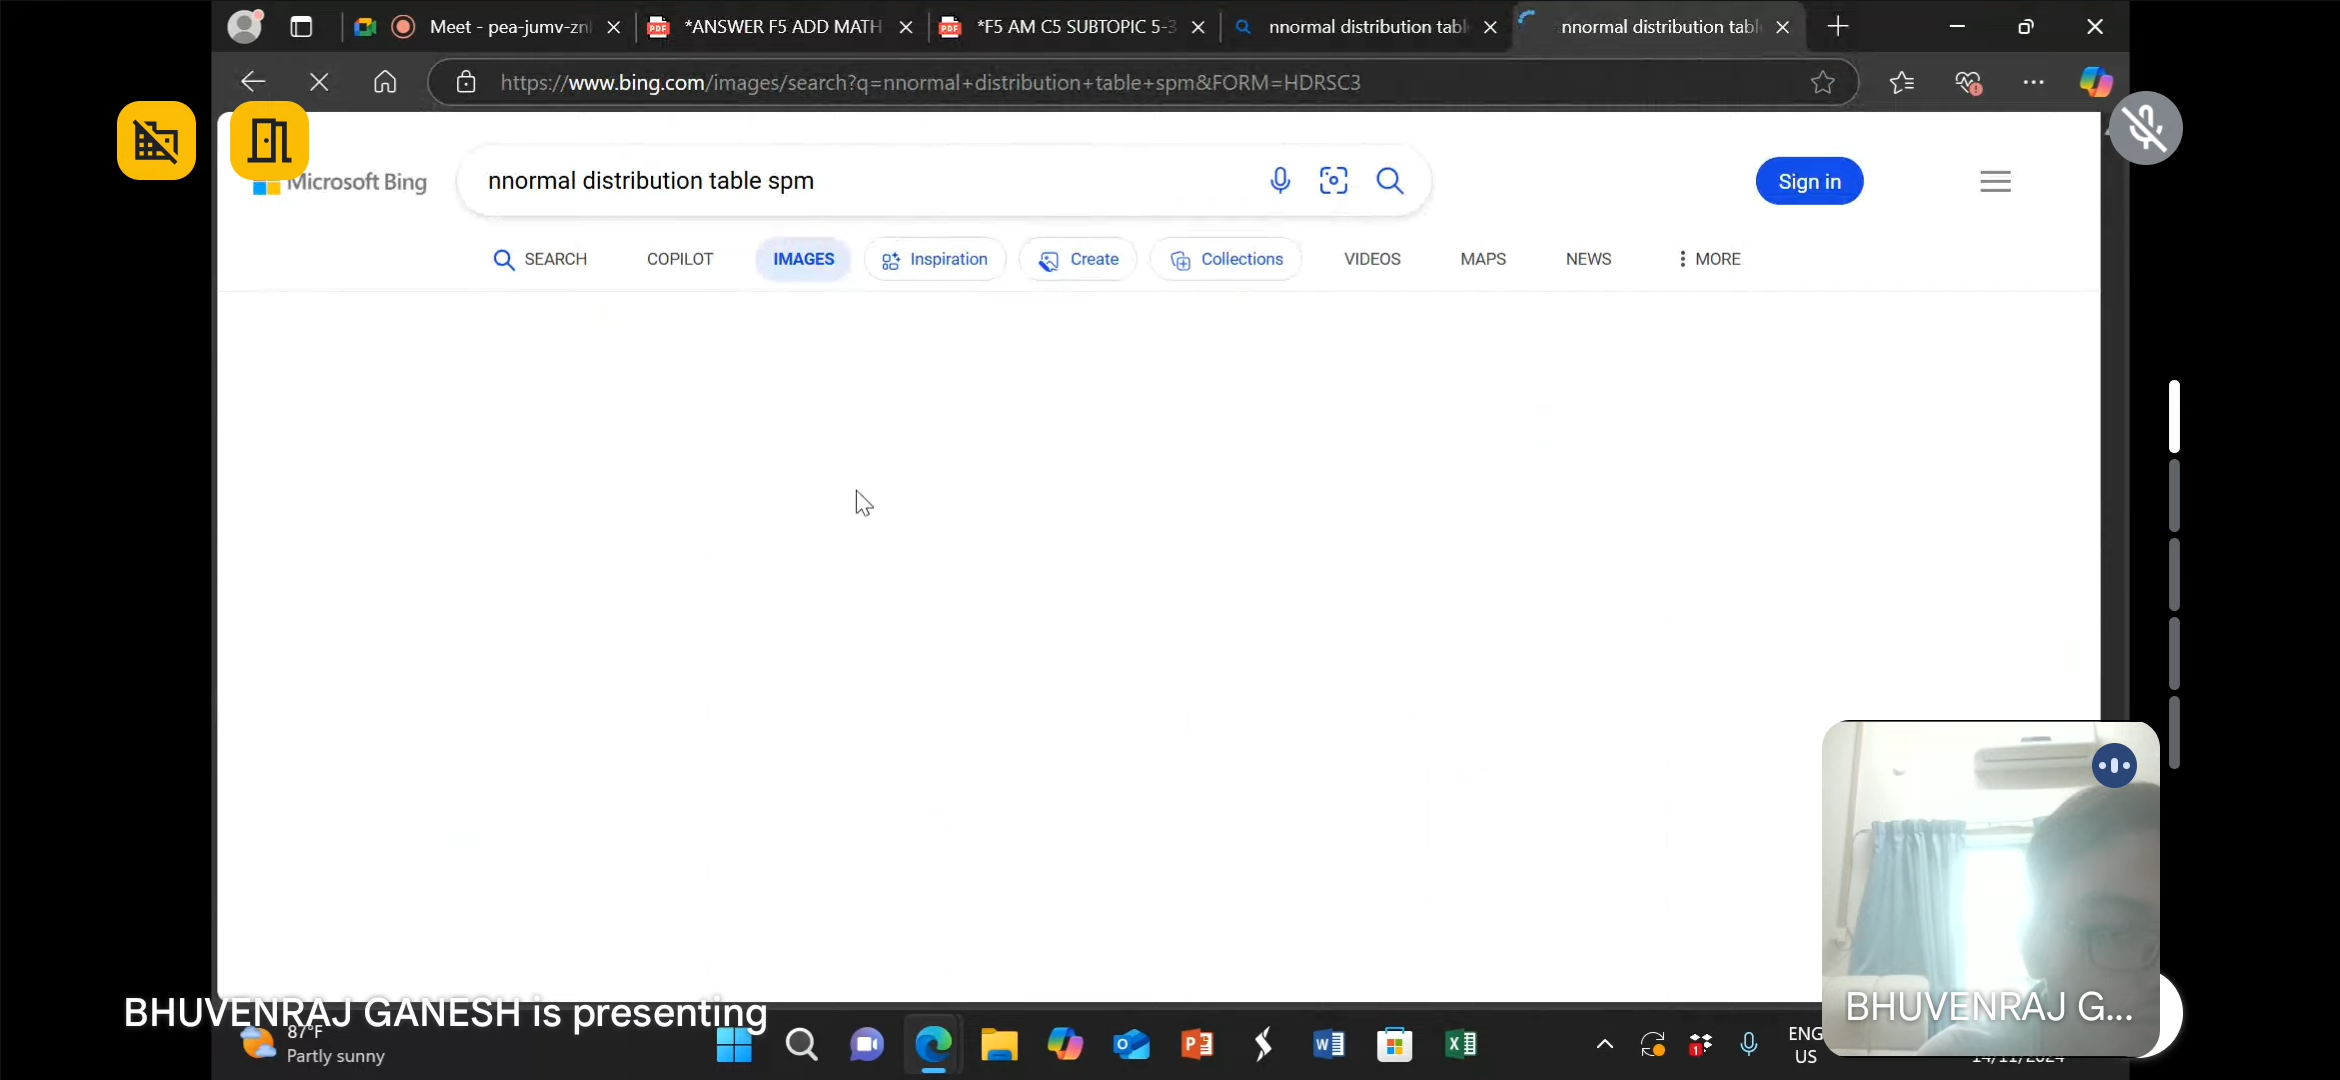 Meet - pea-jumv-zn
*ANSWER F5 ADD MATH
*F5 AM C5 SUBTOPIC 5-3
nnormal distribution tabl
nnormal distribution tabl
https://www.bing.com/images/search?q=nnormal+distribution+table+spm&FORM=HDRSC3
Microsoft Bing
nnormal distribution table spm
Sign in
SEARCH
COPILOT
IMAGES
Inspiration
Create
Collections
VIDEOS
MAPS
NEWS
MORE
BHUVENRAJ GANESH is presenting
BHUVENRAJ G...
87°F
Partly sunny
ENG
US
14/11/2024